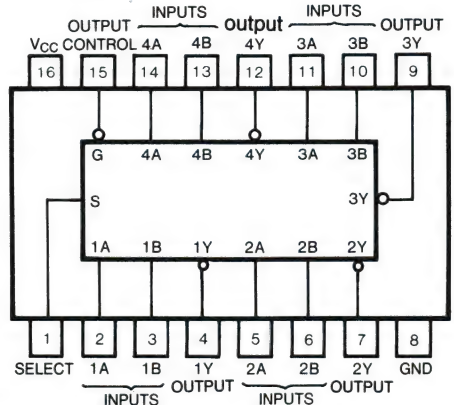 INPUTS INPUTS
OUTPUT output OUTPUT
VCC CONTROL 4A 4B 4Y 3A 3B 3Y
16 15 14 13 12 11 10 9
G 4A 4B 4Y 3A 3B
S 3Y
1A 1B 1Y 2A 2B 2Y
1 2 3 4 5 6 7 8
SELECT 1A 1B 1Y 2A 2B 2Y GND
OUTPUT OUTPUT
INPUTS INPUTS